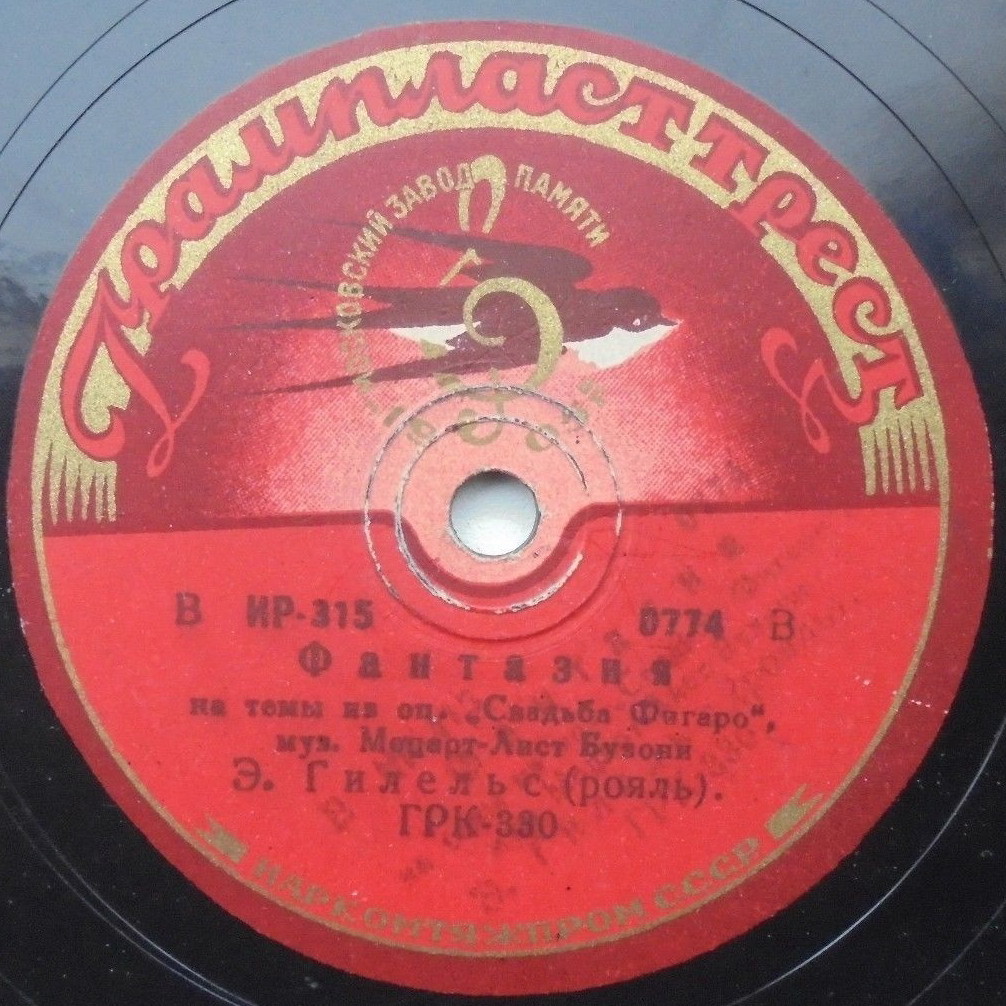 Грампласттрест
НОГИНСКИЙ ЗАВОД ПАМЯТИ
В ИР-315 0774 В
Фантазия
на темы из оп. „Свадьба Фигаро“,
муз. Моцарт-Лист Бузони
Э. Гилельс (рояль).
ГРК-330
НАРКОМТЯЖПРОМ СССР